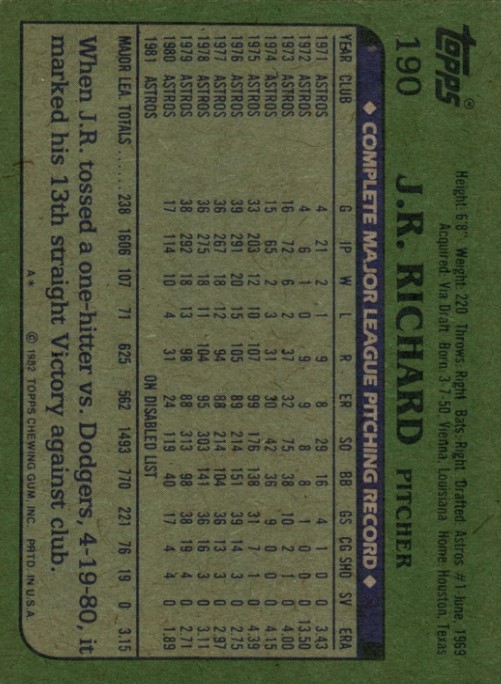 topps®
190
Height: 6'8" Weight: 220 Throws: Right Bats: Right Drafted: Astros #1-June, 1969
Acquired: Via Draft Born: 3-7-50, Vienna, Louisiana Home: Houston, Texas
J.R. RICHARD PITCHER
◆ COMPLETE MAJOR LEAGUE PITCHING RECORD ◆
YEAR CLUB G IP W L R ER SO BB GS CG SHO SV ERA
1971 ASTROS 4 21 2 1 9 8 29 16 4 1 0 0 3.43
1972 ASTROS 4 6 1 0 9 9 8 8 1 0 0 0 13.50
1973 ASTROS 16 72 6 2 37 32 75 38 10 2 1 0 4.00
1974 ASTROS 15 65 2 3 31 30 42 36 9 0 0 0 4.15
1975 ASTROS 33 203 12 10 107 99 176 138 31 7 1 0 4.39
1976 ASTROS 39 291 20 15 105 89 214 151 39 14 3 0 2.75
1977 ASTROS 36 267 18 12 94 88 214 104 36 13 3 0 2.97
1978 ASTROS 36 275 18 11 104 95 303 141 36 16 3 0 3.11
1979 ASTROS 38 292 18 13 98 88 313 98 38 19 4 0 2.71
1980 ASTROS 17 114 10 4 31 24 119 40 17 4 4 0 1.89
1981 ASTROS ON DISABLED LIST
MAJOR LEA. TOTALS ...... 238 1606 107 71 625 562 1493 770 221 76 19 0 3.15
When J.R. tossed a one-hitter vs. Dodgers, 4-19-80, it
marked his 13th straight Victory against club.
A* © 1982 TOPPS CHEWING GUM, INC. PRTD. IN U.S.A.